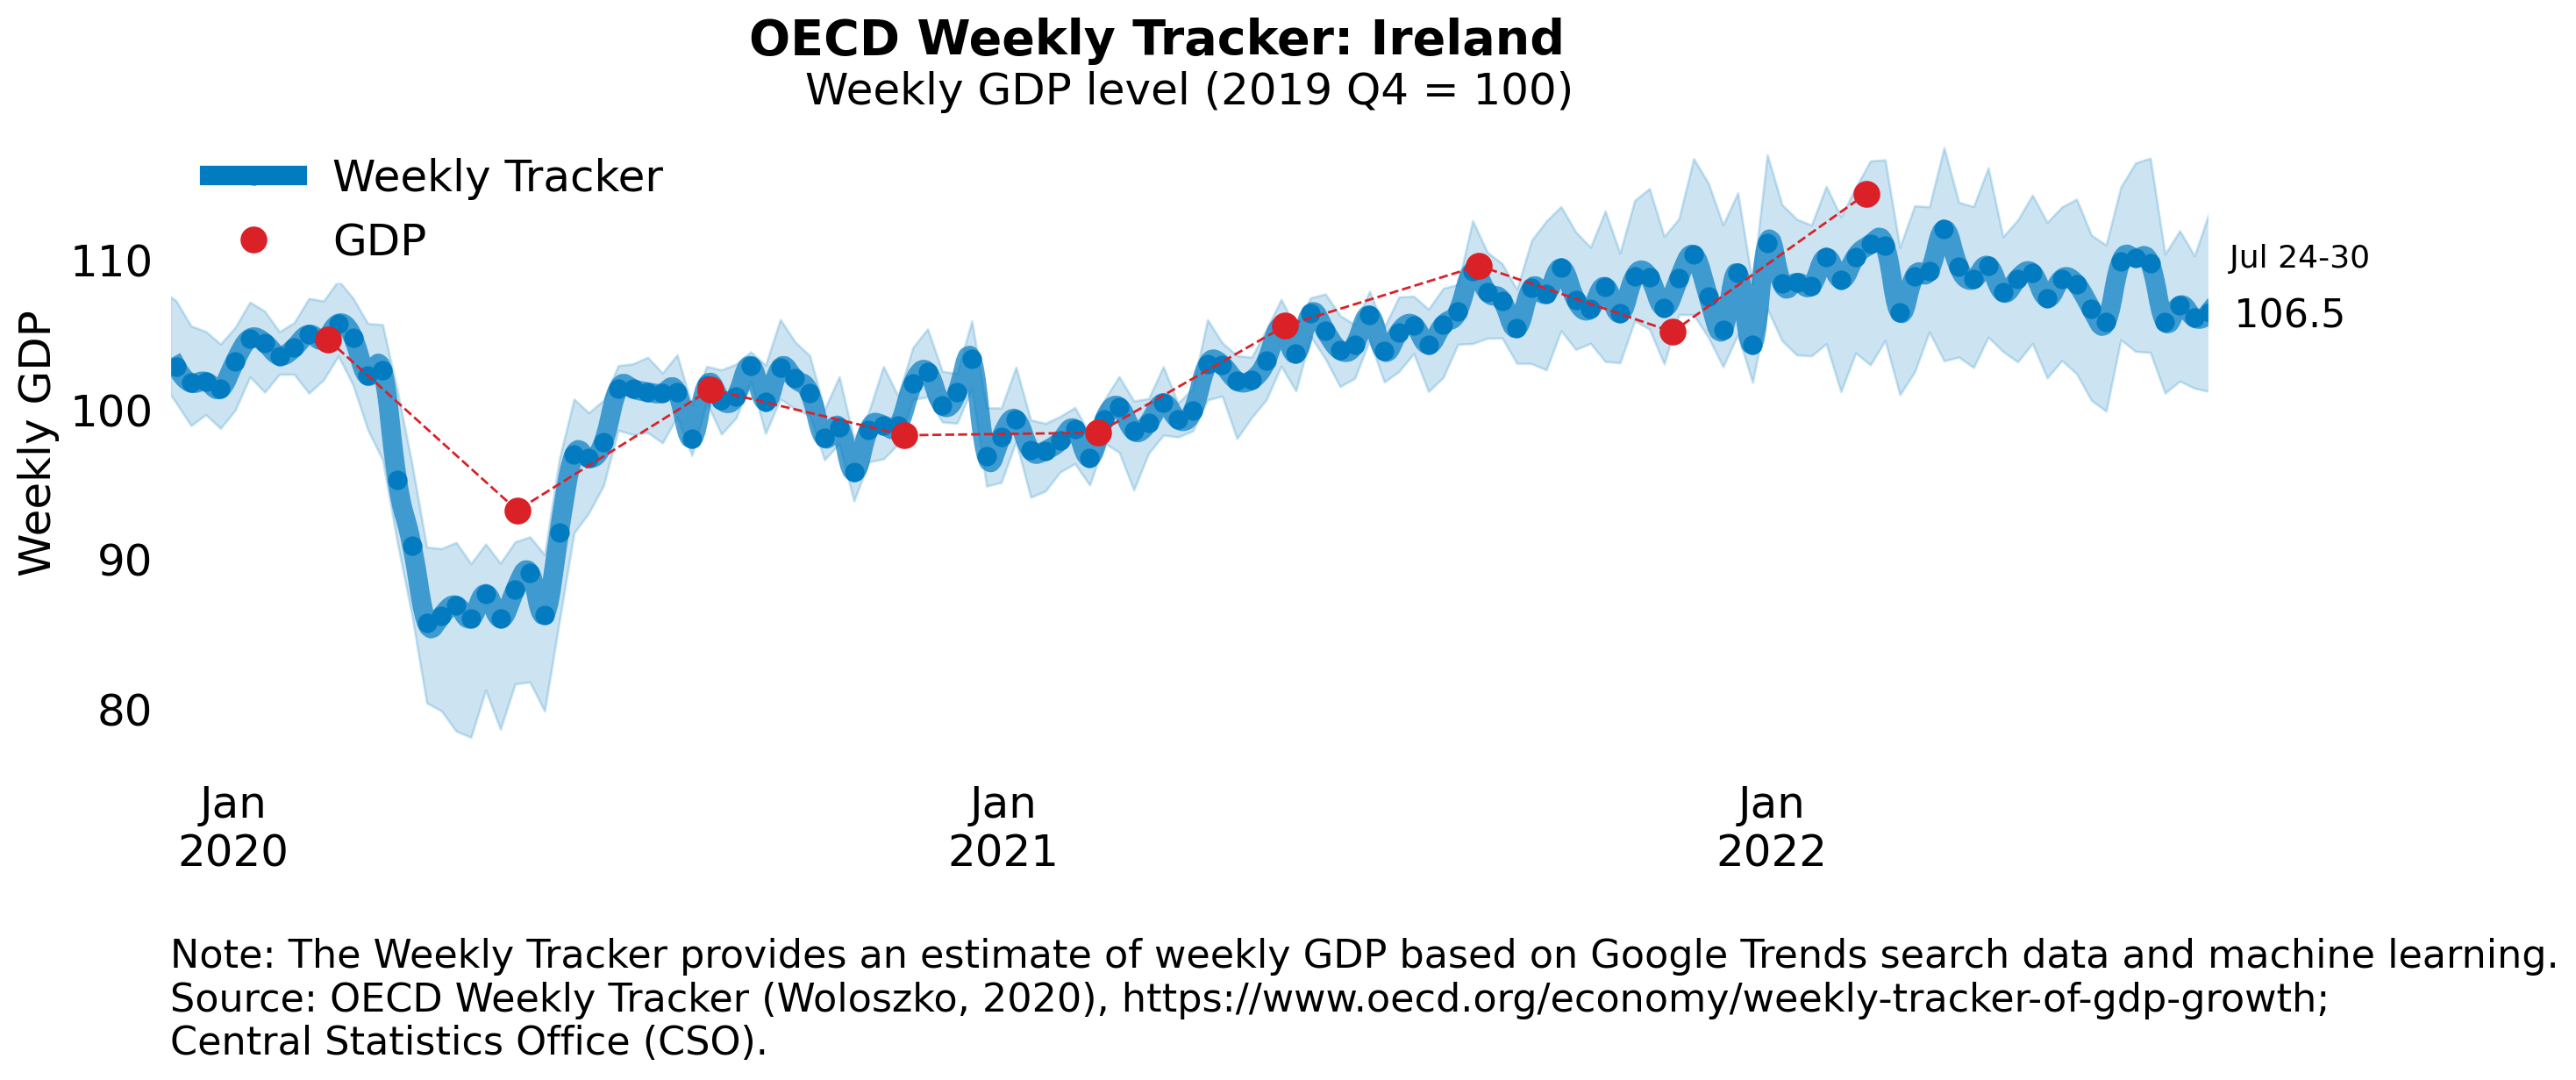 OECD Weekly Tracker: Ireland
Weekly GDP level (2019 Q4 = 100)
Weekly Tracker
GDP
Weekly GDP
110
100
90
80
Jul 24-30
106.5
Jan
2020
Jan
2021
Jan
2022
Note: The Weekly Tracker provides an estimate of weekly GDP based on Google Trends search data and machine learning.
Source: OECD Weekly Tracker (Woloszko, 2020), https://www.oecd.org/economy/weekly-tracker-of-gdp-growth;
Central Statistics Office (CSO).